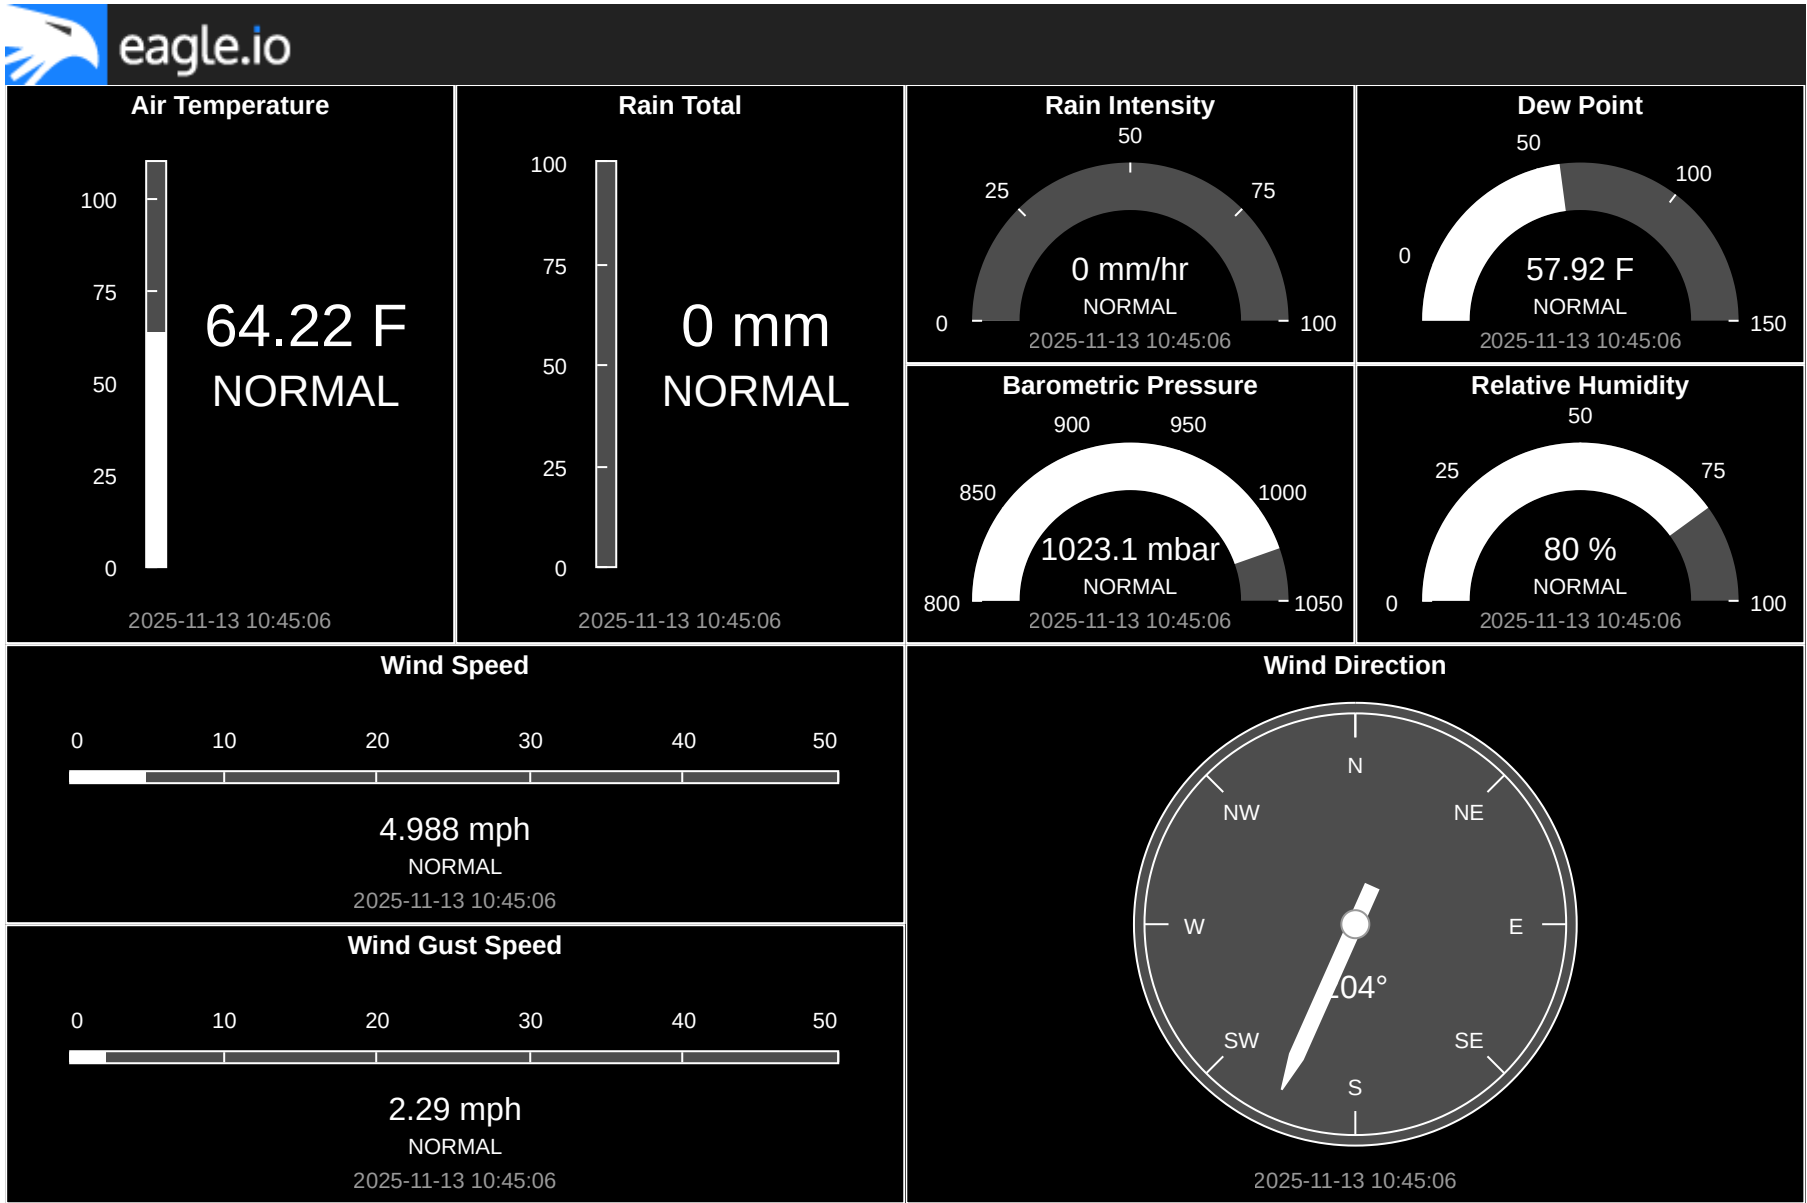 eagle.io
Air Temperature
100
75
50
25
0
64.22 F
NORMAL
2025-11-13 10:45:06
Rain Total
100
75
50
25
0
0 mm
NORMAL
2025-11-13 10:45:06
Rain Intensity
0
25
50
75
100
0 mm/hr
NORMAL
2025-11-13 10:45:06
Dew Point
0
50
100
150
57.92 F
NORMAL
2025-11-13 10:45:06
Barometric Pressure
800
850
900
950
1000
1050
1023.1 mbar
NORMAL
2025-11-13 10:45:06
Relative Humidity
0
25
50
75
100
80 %
NORMAL
2025-11-13 10:45:06
Wind Speed
0 10 20 30 40 50
4.988 mph
NORMAL
2025-11-13 10:45:06
Wind Gust Speed
0 10 20 30 40 50
2.29 mph
NORMAL
2025-11-13 10:45:06
Wind Direction
N
NW NE
W E
SW SE
S
2025-11-13 10:45:06